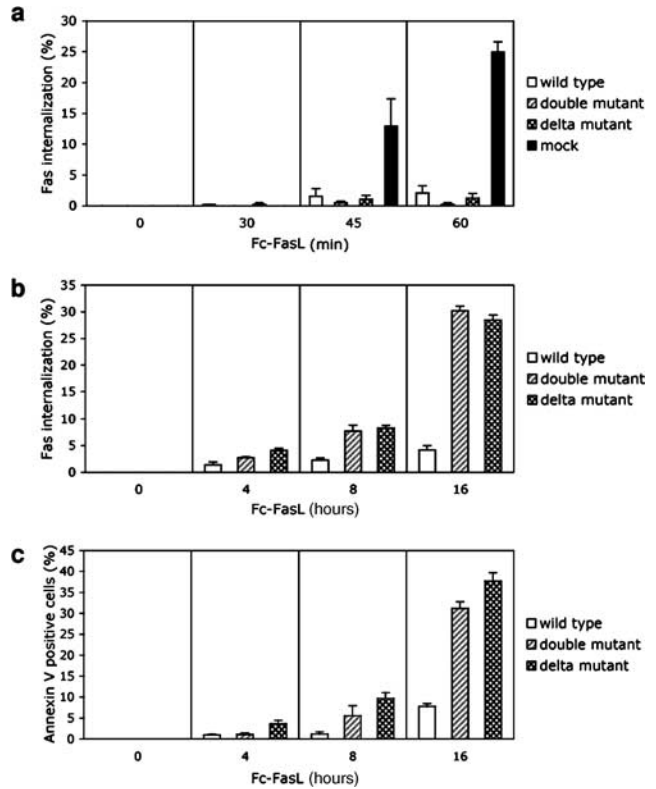 a
Fas internalization (%)
30
25
20
15
10
5
0
0 30 45 60
Fc-FasL (min)
wild type
double mutant
delta mutant
mock
b
Fas internalization (%)
35
30
25
20
15
10
5
0
0 4 8 16
Fc-FasL (hours)
wild type
double mutant
delta mutant
c
Annexin V positive cells (%)
45
40
35
30
25
20
15
10
5
0
0 4 8 16
Fc-FasL (hours)
wild type
double mutant
delta mutant